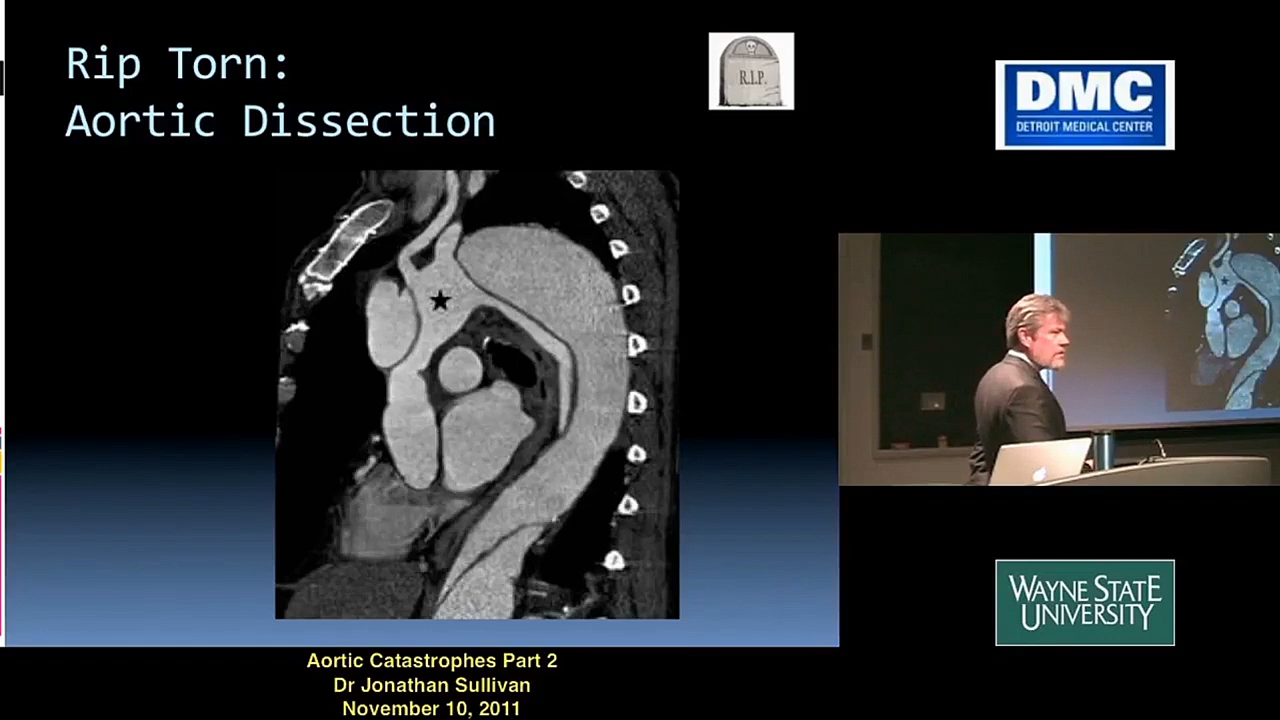 Rip Torn:
Aortic Dissection
R.I.P.
DMC
DETROIT MEDICAL CENTER
WAYNE STATE
UNIVERSITY
Aortic Catastrophes Part 2
Dr Jonathan Sullivan
November 10, 2011